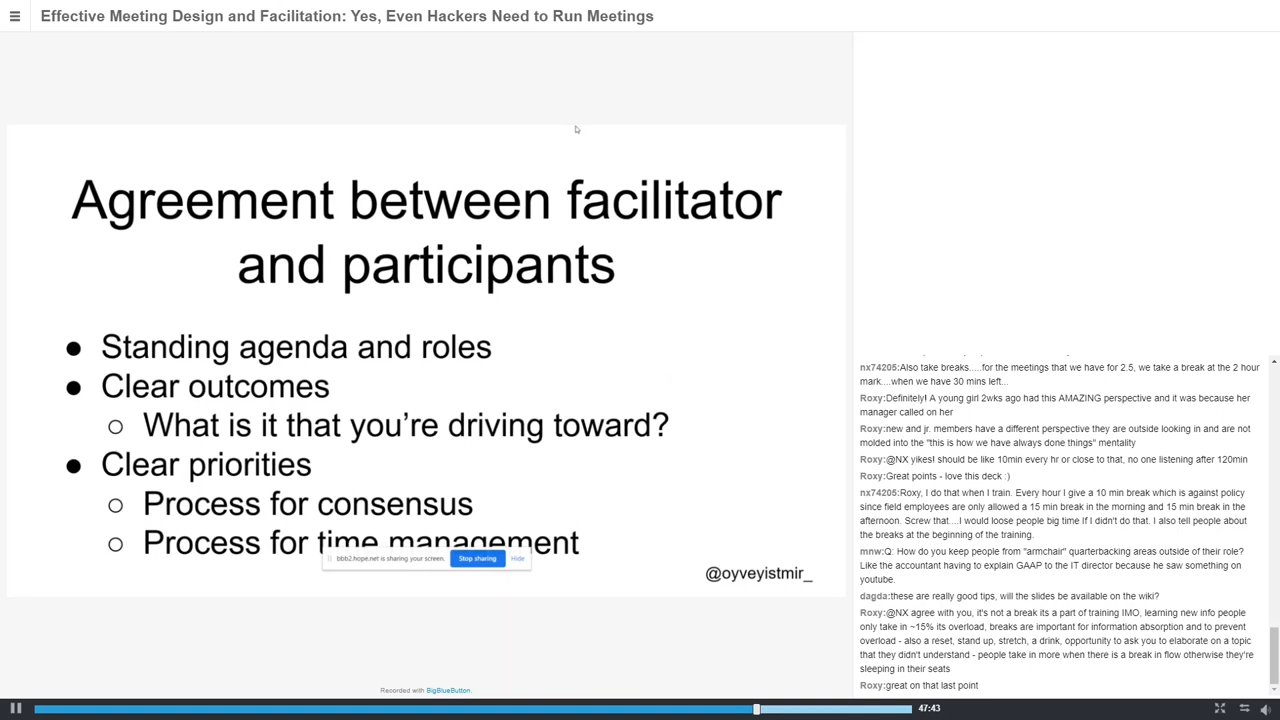 Effective Meeting Design and Facilitation: Yes, Even Hackers Need to Run Meetings
Agreement between facilitator
and participants
● Standing agenda and roles
● Clear outcomes
○ What is it that you're driving toward?
● Clear priorities
○ Process for consensus
○ Process for time management
bbb2.hope.net is sharing your screen.
Stop sharing
Hide
@oyveyistmir_
nx74205:Also take breaks.....for the meetings that we have for 2.5, we take a break at the 2 hour
mark....when we have 30 mins left...
Roxy:Definitely! A young girl 2wks ago had this AMAZING perspective and it was because her
manager called on her
Roxy:new and jr. members have a different perspective they are outside looking in and are not
molded into the "this is how we have always done things" mentality
Roxy:@NX yikes! should be like 10min every hr or close to that, no one listening after 120min
Roxy:Great points - love this deck :)
nx74205:Roxy, I do that when I train. Every hour I give a 10 min break which is against policy
since field employees are only allowed a 15 min break in the morning and 15 min break in the
afternoon. Screw that....I would loose people big time If I didn't do that. I also tell people about
the breaks at the beginning of the training.
mnw:Q: How do you keep people from "armchair" quarterbacking areas outside of their role?
Like the accountant having to explain GAAP to the IT director because he saw something on
youtube.
dagda:these are really good tips, will the slides be available on the wiki?
Roxy:@NX agree with you, it's not a break its a part of training IMO, learning new info people
only take in ~15% its overload, breaks are important for information absorption and to prevent
overload - also a reset, stand up, stretch, a drink, opportunity to ask you to elaborate on a topic
that they didn't understand - people take in more when there is a break in flow otherwise they're
sleeping in their seats
Roxy:great on that last point
Recorded with BigBlueButton.
47:43